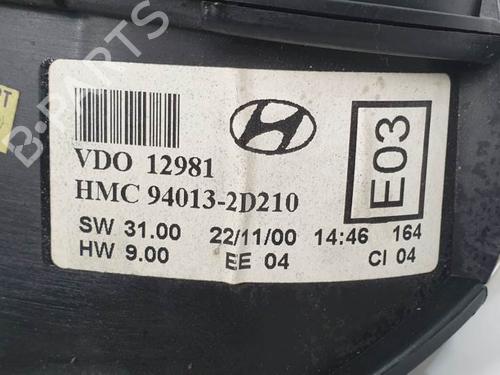 B-PARTS
VDO 12981
HMC 94013-2D210
E03
SW 31.00 22/11/00 14:46 164
HW 9.00 EE 04 CI 04